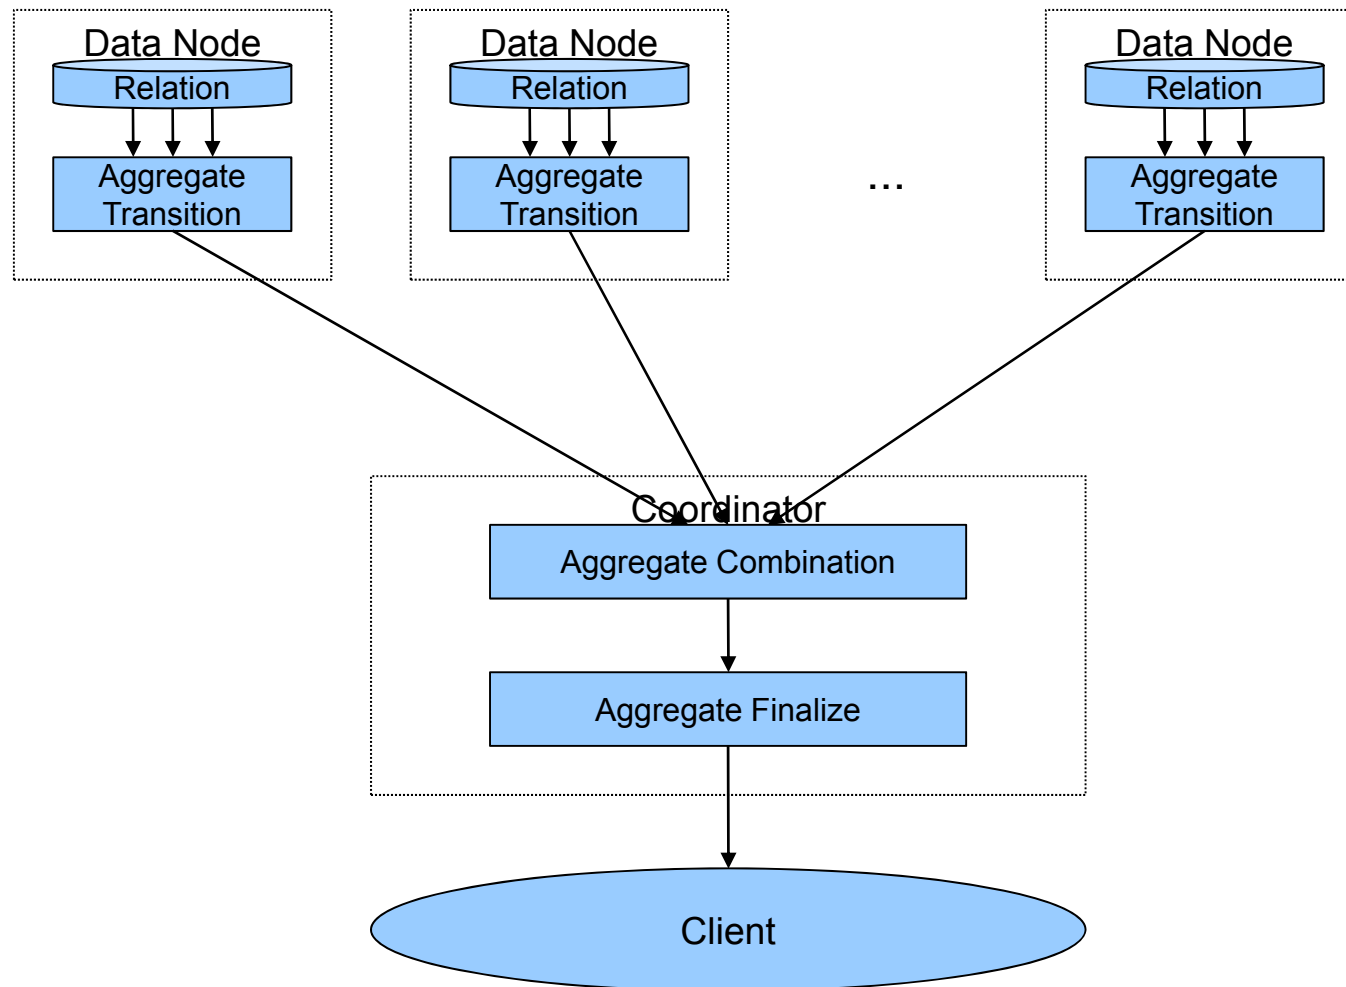 Data Node
Relation
Aggregate
Transition
Data Node
Relation
Aggregate
Transition
...
Data Node
Relation
Aggregate
Transition
Coordinator
Aggregate Combination
Aggregate Finalize
Client